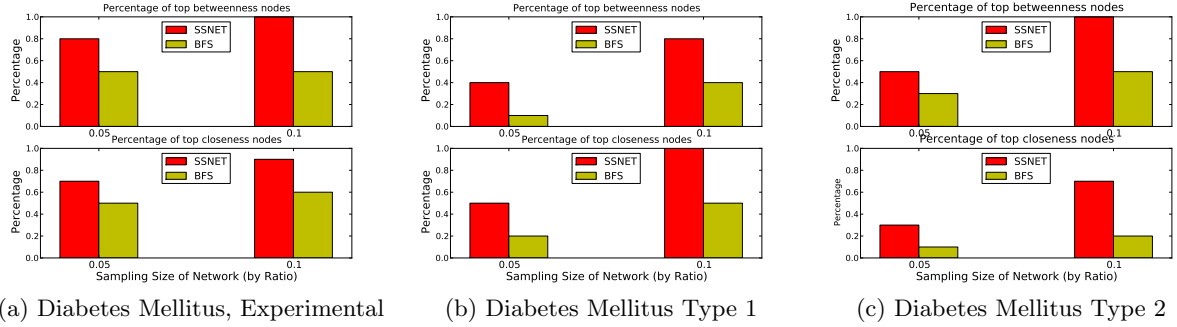 Percentage of top betweenness nodes
1.0
0.8
0.6
0.4
0.2
0.0
Percentage
SSNET
BFS
0.05
0.1
Percentage of top closeness nodes
1.0
0.8
0.6
0.4
0.2
0.0
Percentage
SSNET
BFS
0.05
0.1
Sampling Size of Network (by Ratio)
(a) Diabetes Mellitus, Experimental
Percentage of top betweenness nodes
1.0
0.8
0.6
0.4
0.2
0.0
Percentage
SSNET
BFS
0.05
0.1
Percentage of top closeness nodes
1.0
0.8
0.6
0.4
0.2
0.0
Percentage
SSNET
BFS
0.05
0.1
Sampling Size of Network (by Ratio)
(b) Diabetes Mellitus Type 1
Percentage of top betweenness nodes
1.0
0.8
0.6
0.4
0.2
0.0
Percentage
SSNET
BFS
0.05
0.1
Percentage of top closeness nodes
1.0
0.8
0.6
0.4
0.2
0.0
Percentage
SSNET
BFS
0.05
0.1
Sampling Size of Network (by Ratio)
(c) Diabetes Mellitus Type 2